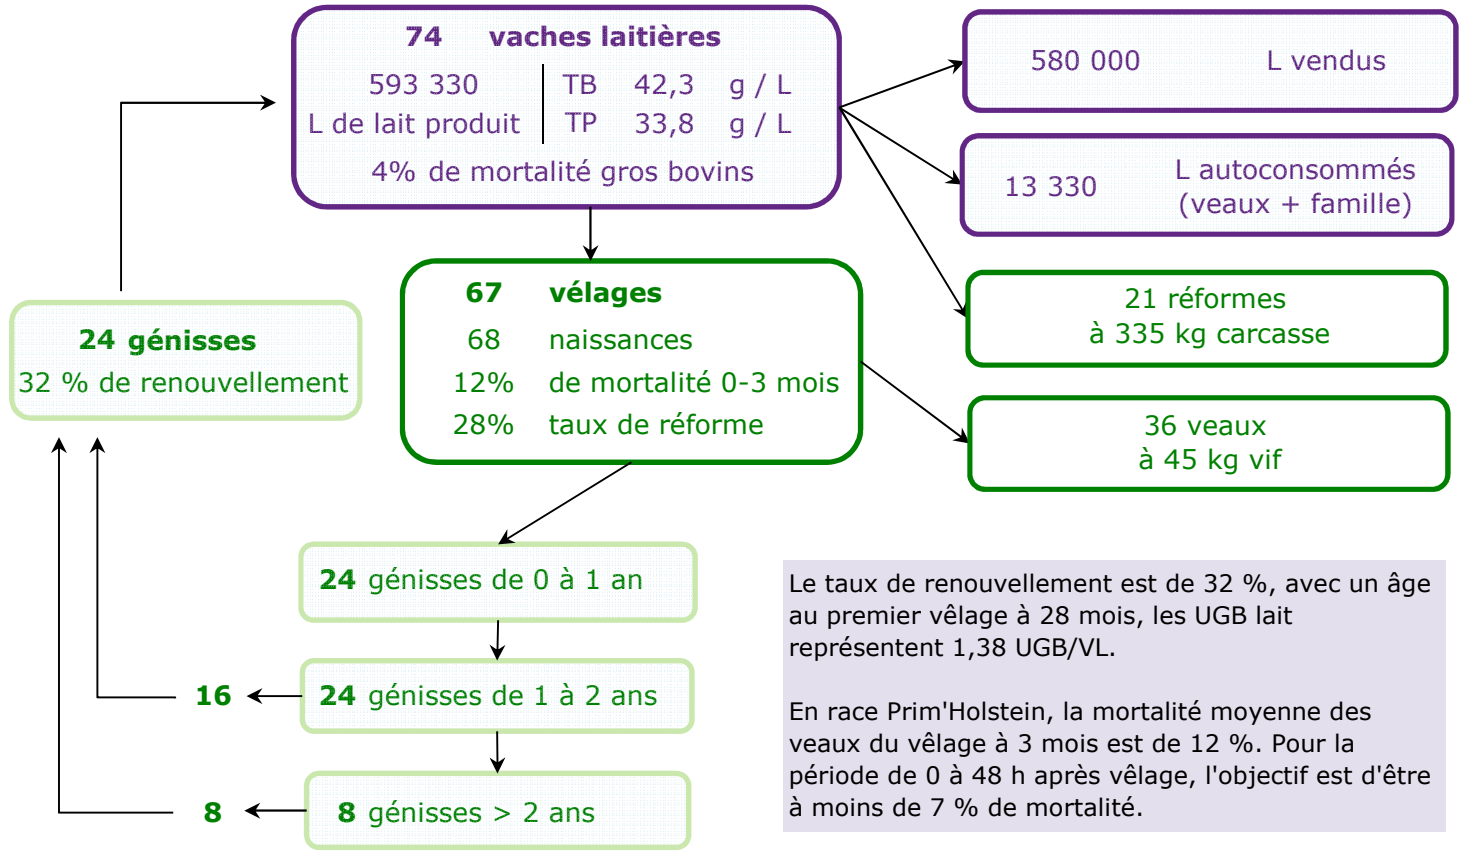 74 vaches laitières
593 330 TB 42,3 g / L
L de lait produit TP 33,8 g / L
4% de mortalité gros bovins
580 000 L vendus
13 330 L autoconsommés
(veaux + famille)
67 vélages
68 naissances
12% de mortalité 0-3 mois
28% taux de réforme
21 réformes
à 335 kg carcasse
36 veaux
à 45 kg vif
24 génisses
32 % de renouvellement
24 génisses de 0 à 1 an
16 24 génisses de 1 à 2 ans
8 8 génisses > 2 ans
Le taux de renouvellement est de 32 %, avec un âge
au premier vêlage à 28 mois, les UGB lait
représentent 1,38 UGB/VL.
En race Prim'Holstein, la mortalité moyenne des
veaux du vêlage à 3 mois est de 12 %. Pour la
période de 0 à 48 h après vêlage, l'objectif est d'être
à moins de 7 % de mortalité.